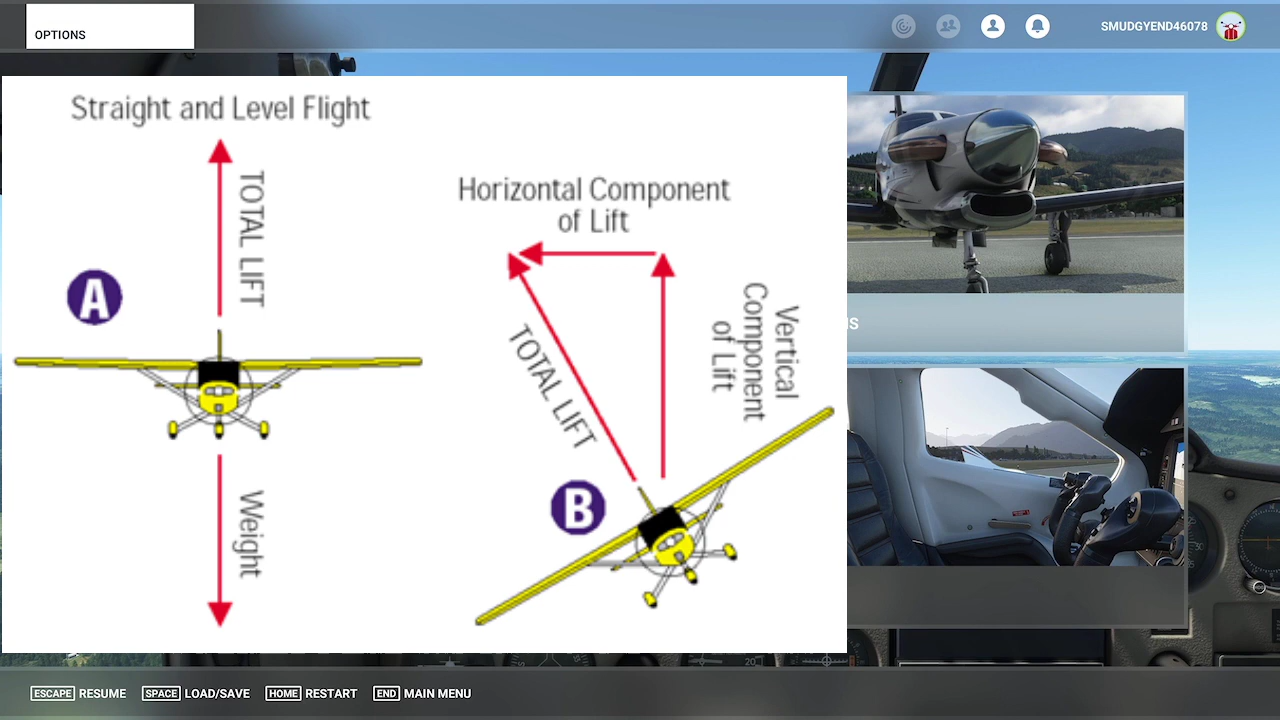 OPTIONS
SMUDGYEND46078
Straight and Level Flight
TOTAL LIFT
A
Weight
Horizontal Component
of Lift
TOTAL LIFT
Vertical
Component
of Lift
B
ESCAPE RESUME
SPACE LOAD/SAVE
HOME RESTART
END MAIN MENU